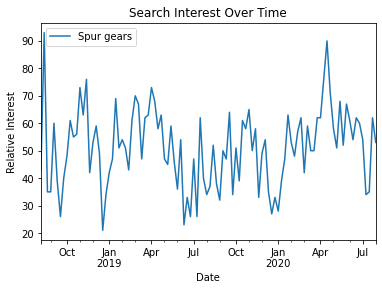 Search Interest Over Time
Spur gears
Relative Interest
90
80
70
60
50
40
30
20
Oct
Jan
2019
Apr
Jul
Oct
Jan
2020
Apr
Jul
Date